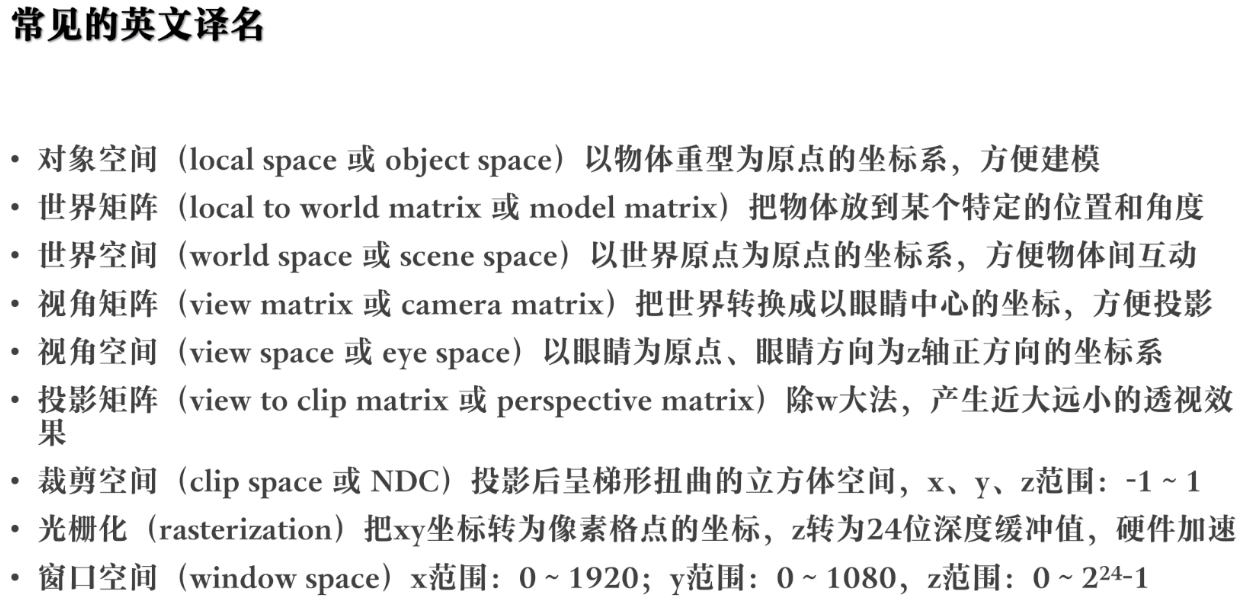 常见的英文译名
• 对象空间（local space 或 object space）以物体重型为原点的坐标系，方便建模
• 世界矩阵（local to world matrix 或 model matrix）把物体放到某个特定的位置和角度
• 世界空间（world space 或 scene space）以世界原点为原点的坐标系，方便物体间互动
• 视角矩阵（view matrix 或 camera matrix）把世界转换成以眼睛中心的坐标，方便投影
• 视角空间（view space 或 eye space）以眼睛为原点、眼睛方向为z轴正方向的坐标系
• 投影矩阵（view to clip matrix 或 perspective matrix）除w大法，产生近大远小的透视效
果
• 裁剪空间（clip space 或 NDC）投影后呈梯形扭曲的立方体空间，x、y、z范围：-1 ~ 1
• 光栅化（rasterization）把xy坐标转为像素格点的坐标，z转为24位深度缓冲值，硬件加速
• 窗口空间（window space）x范围：0 ~ 1920；y范围：0 ~ 1080，z范围：0 ~ 2²⁴-1